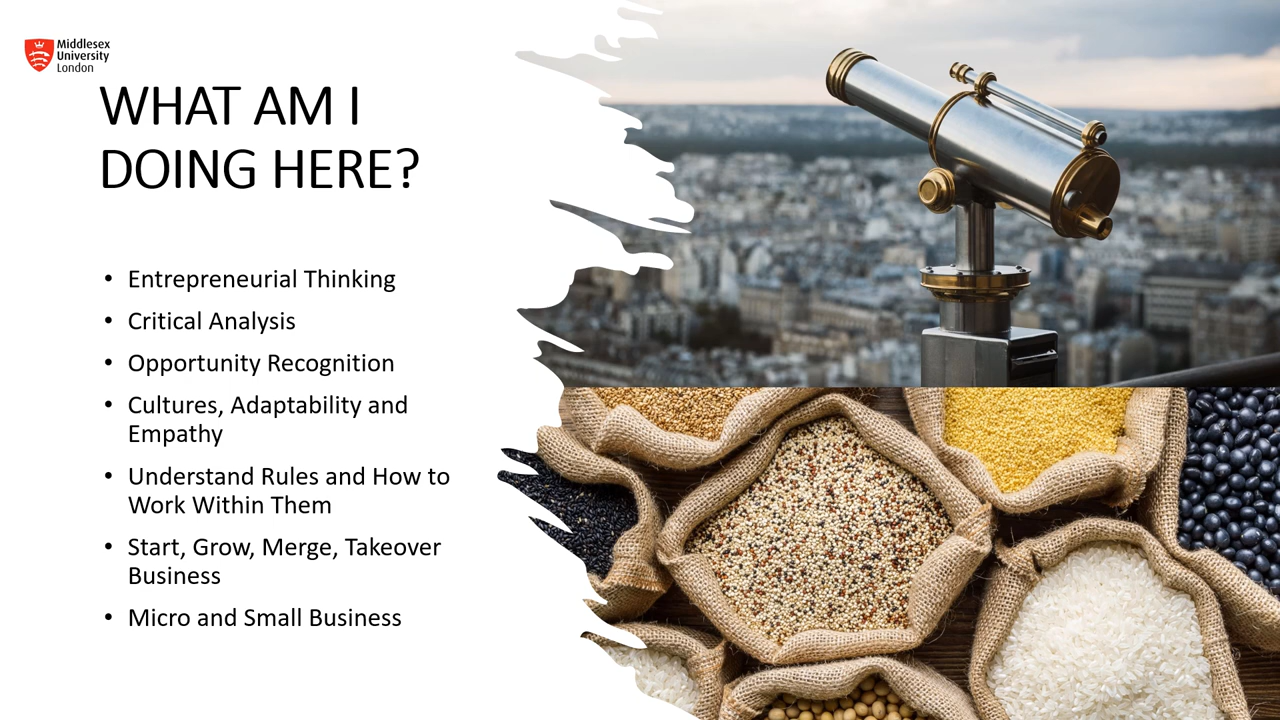 Middlesex
University
London
WHAT AM I
DOING HERE?
• Entrepreneurial Thinking
• Critical Analysis
• Opportunity Recognition
• Cultures, Adaptability and
Empathy
• Understand Rules and How to
Work Within Them
• Start, Grow, Merge, Takeover
Business
• Micro and Small Business